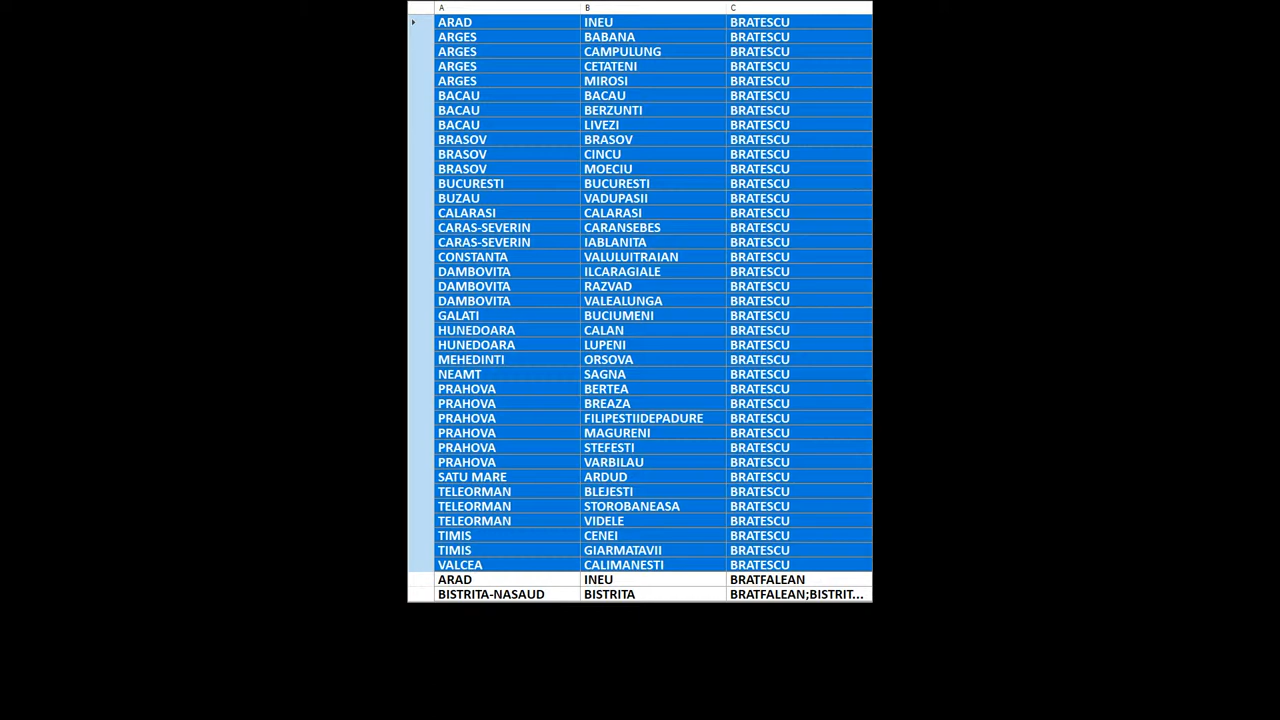 A B C
ARAD INEU BRATESCU
ARGES BABANA BRATESCU
ARGES CAMPULUNG BRATESCU
ARGES CETATENI BRATESCU
ARGES MIROSI BRATESCU
BACAU BACAU BRATESCU
BACAU BERZUNTI BRATESCU
BACAU LIVEZI BRATESCU
BRASOV BRASOV BRATESCU
BRASOV CINCU BRATESCU
BRASOV MOECIU BRATESCU
BUCURESTI BUCURESTI BRATESCU
BUZAU VADUPASII BRATESCU
CALARASI CALARASI BRATESCU
CARAS-SEVERIN CARANSEBES BRATESCU
CARAS-SEVERIN IABLANITA BRATESCU
CONSTANTA VALULUITRAIAN BRATESCU
DAMBOVITA ILCARAGIALE BRATESCU
DAMBOVITA RAZVAD BRATESCU
DAMBOVITA VALEALUNGA BRATESCU
GALATI BUCIUMENI BRATESCU
HUNEDOARA CALAN BRATESCU
HUNEDOARA LUPENI BRATESCU
MEHEDINTI ORSOVA BRATESCU
NEAMT SAGNA BRATESCU
PRAHOVA BERTEA BRATESCU
PRAHOVA BREAZA BRATESCU
PRAHOVA FILIPESTIIDEPADURE BRATESCU
PRAHOVA MAGURENI BRATESCU
PRAHOVA STEFESTI BRATESCU
PRAHOVA VARBILAU BRATESCU
SATU MARE ARDUD BRATESCU
TELEORMAN BLEJESTI BRATESCU
TELEORMAN STOROBANEASA BRATESCU
TELEORMAN VIDELE BRATESCU
TIMIS CENEI BRATESCU
TIMIS GIARMATAVII BRATESCU
VALCEA CALIMANESTI BRATESCU
ARAD INEU BRATFALEAN
BISTRITA-NASAUD BISTRITA BRATFALEAN;BISTRIT...